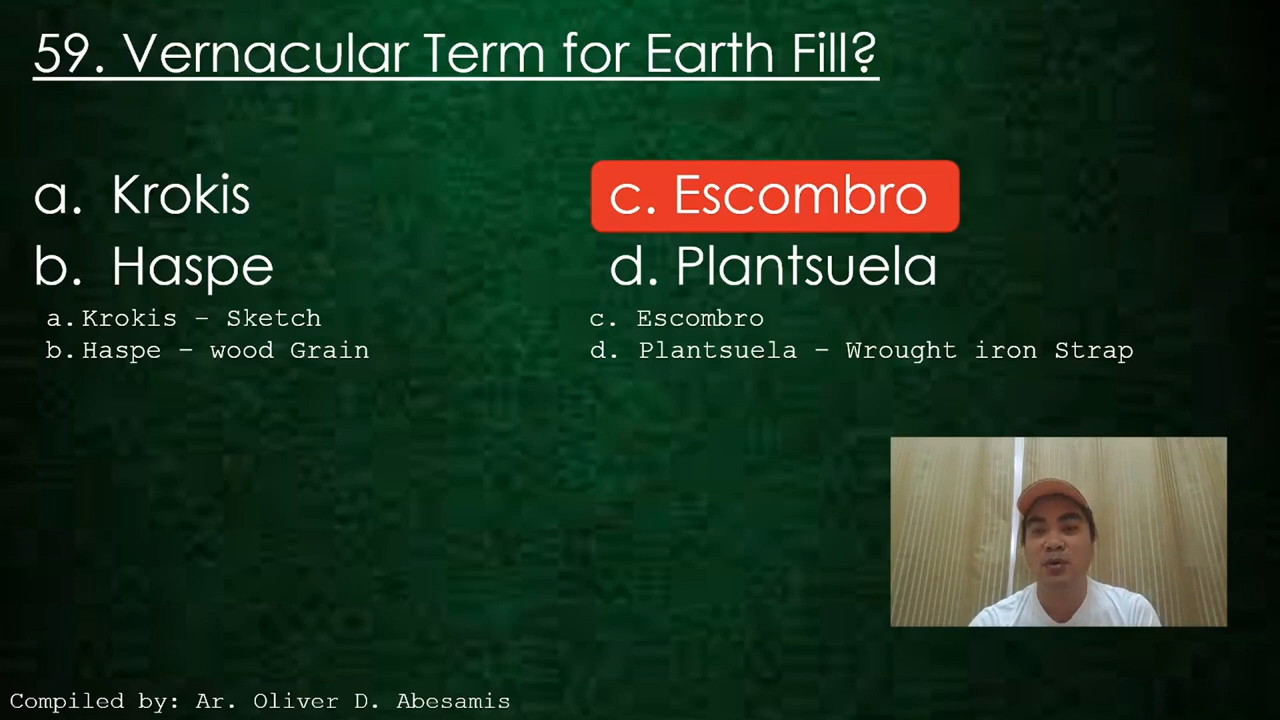 59. Vernacular Term for Earth Fill?
a. Krokis
b. Haspe
c. Escombro
d. Plantsuela
a. Krokis – Sketch
b. Haspe – wood Grain
c. Escombro
d. Plantsuela – Wrought iron Strap
Compiled by: Ar. Oliver D. Abesamis